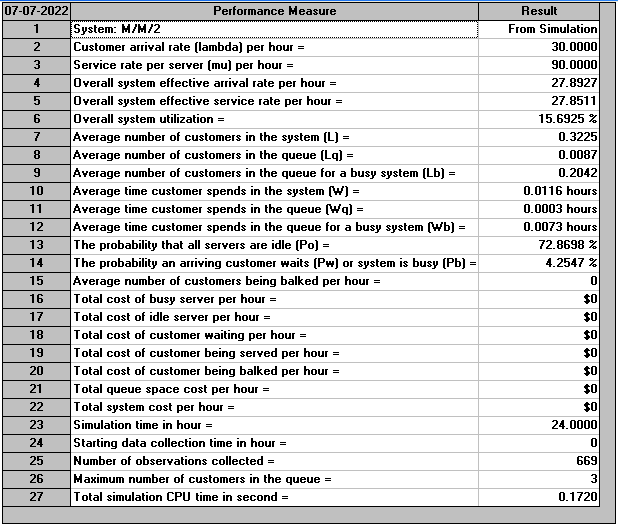 07-07-2022 Performance Measure Result
1 System: M/M/2 From Simulation
2 Customer arrival rate (lambda) per hour = 30.0000
3 Service rate per server (mu) per hour = 90.0000
4 Overall system effective arrival rate per hour = 27.8927
5 Overall system effective service rate per hour = 27.8511
6 Overall system utilization = 15.6925 %
7 Average number of customers in the system (L) = 0.3225
8 Average number of customers in the queue (Lq) = 0.0087
9 Average number of customers in the queue for a busy system (Lb) = 0.2042
10 Average time customer spends in the system (W) = 0.0116 hours
11 Average time customer spends in the queue (Wq) = 0.0003 hours
12 Average time customer spends in the queue for a busy system (Wb) = 0.0073 hours
13 The probability that all servers are idle (Po) = 72.8698 %
14 The probability an arriving customer waits (Pw) or system is busy (Pb) = 4.2547 %
15 Average number of customers being balked per hour = 0
16 Total cost of busy server per hour = $0
17 Total cost of idle server per hour = $0
18 Total cost of customer waiting per hour = $0
19 Total cost of customer being served per hour = $0
20 Total cost of customer being balked per hour = $0
21 Total queue space cost per hour = $0
22 Total system cost per hour = $0
23 Simulation time in hour = 24.0000
24 Starting data collection time in hour = 0
25 Number of observations collected = 669
26 Maximum number of customers in the queue = 3
27 Total simulation CPU time in second = 0.1720